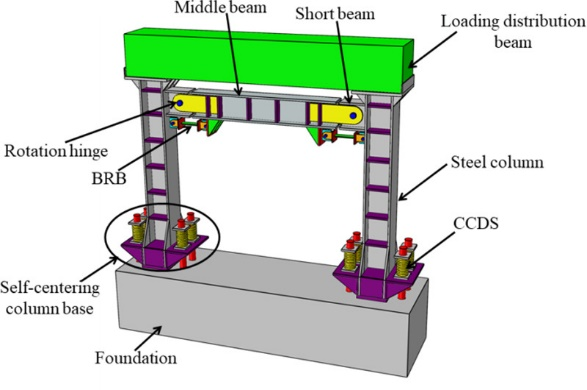 Middle beam
Short beam
Loading distribution
beam
Rotation hinge
BRB
Steel column
CCDS
Self-centering
column base
Foundation